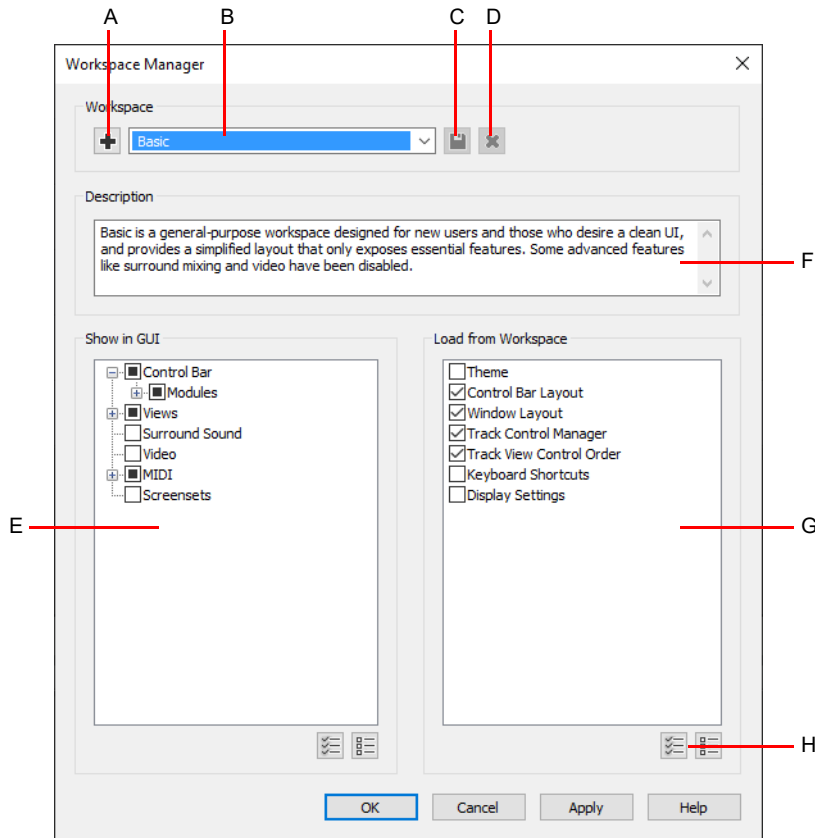 A B C D
Workspace Manager
Workspace
Basic
Description
Basic is a general-purpose workspace designed for new users and those who desire a clean UI,
and provides a simplified layout that only exposes essential features. Some advanced features
like surround mixing and video have been disabled.
F
Show in GUI
Control Bar
Modules
Views
Surround Sound
Video
MIDI
Screensets
E
Load from Workspace
Theme
Control Bar Layout
Window Layout
Track Control Manager
Track View Control Order
Keyboard Shortcuts
Display Settings
G
H
OK Cancel Apply Help